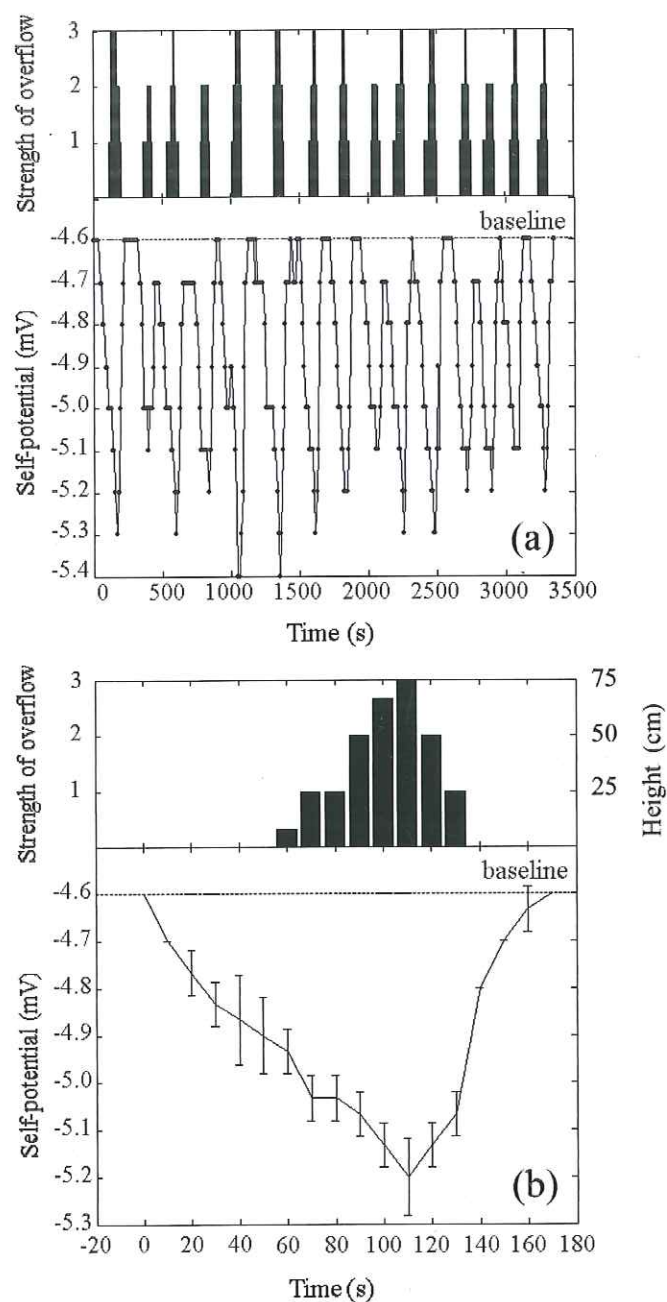 3
2
1
Strength of overflow
baseline
-4.6
-4.7
-4.8
-4.9
-5.0
-5.1
-5.2
-5.3
-5.4
Self-potential (mV)
(a)
0 500 1000 1500 2000 2500 3000 3500
Time (s)
3
2
1
Strength of overflow
75
50
25
Height (cm)
baseline
-4.6
-4.7
-4.8
-4.9
-5.0
-5.1
-5.2
-5.3
Self-potential (mV)
(b)
-20 0 20 40 60 80 100 120 140 160 180
Time (s)